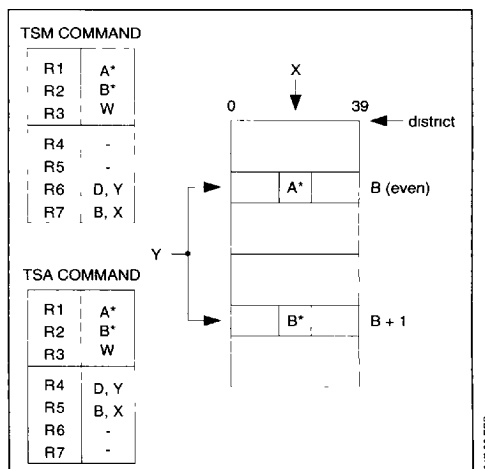 TSM COMMAND
R1 A*
R2 B*
R3 W
R4 -
R5 -
R6 D, Y
R7 B, X
TSA COMMAND
R1 A*
R2 B*
R3 W
R4 D, Y
R5 B, X
R6 -
R7 -
X
0 39
district
A* B (even)
Y
B* B + 1